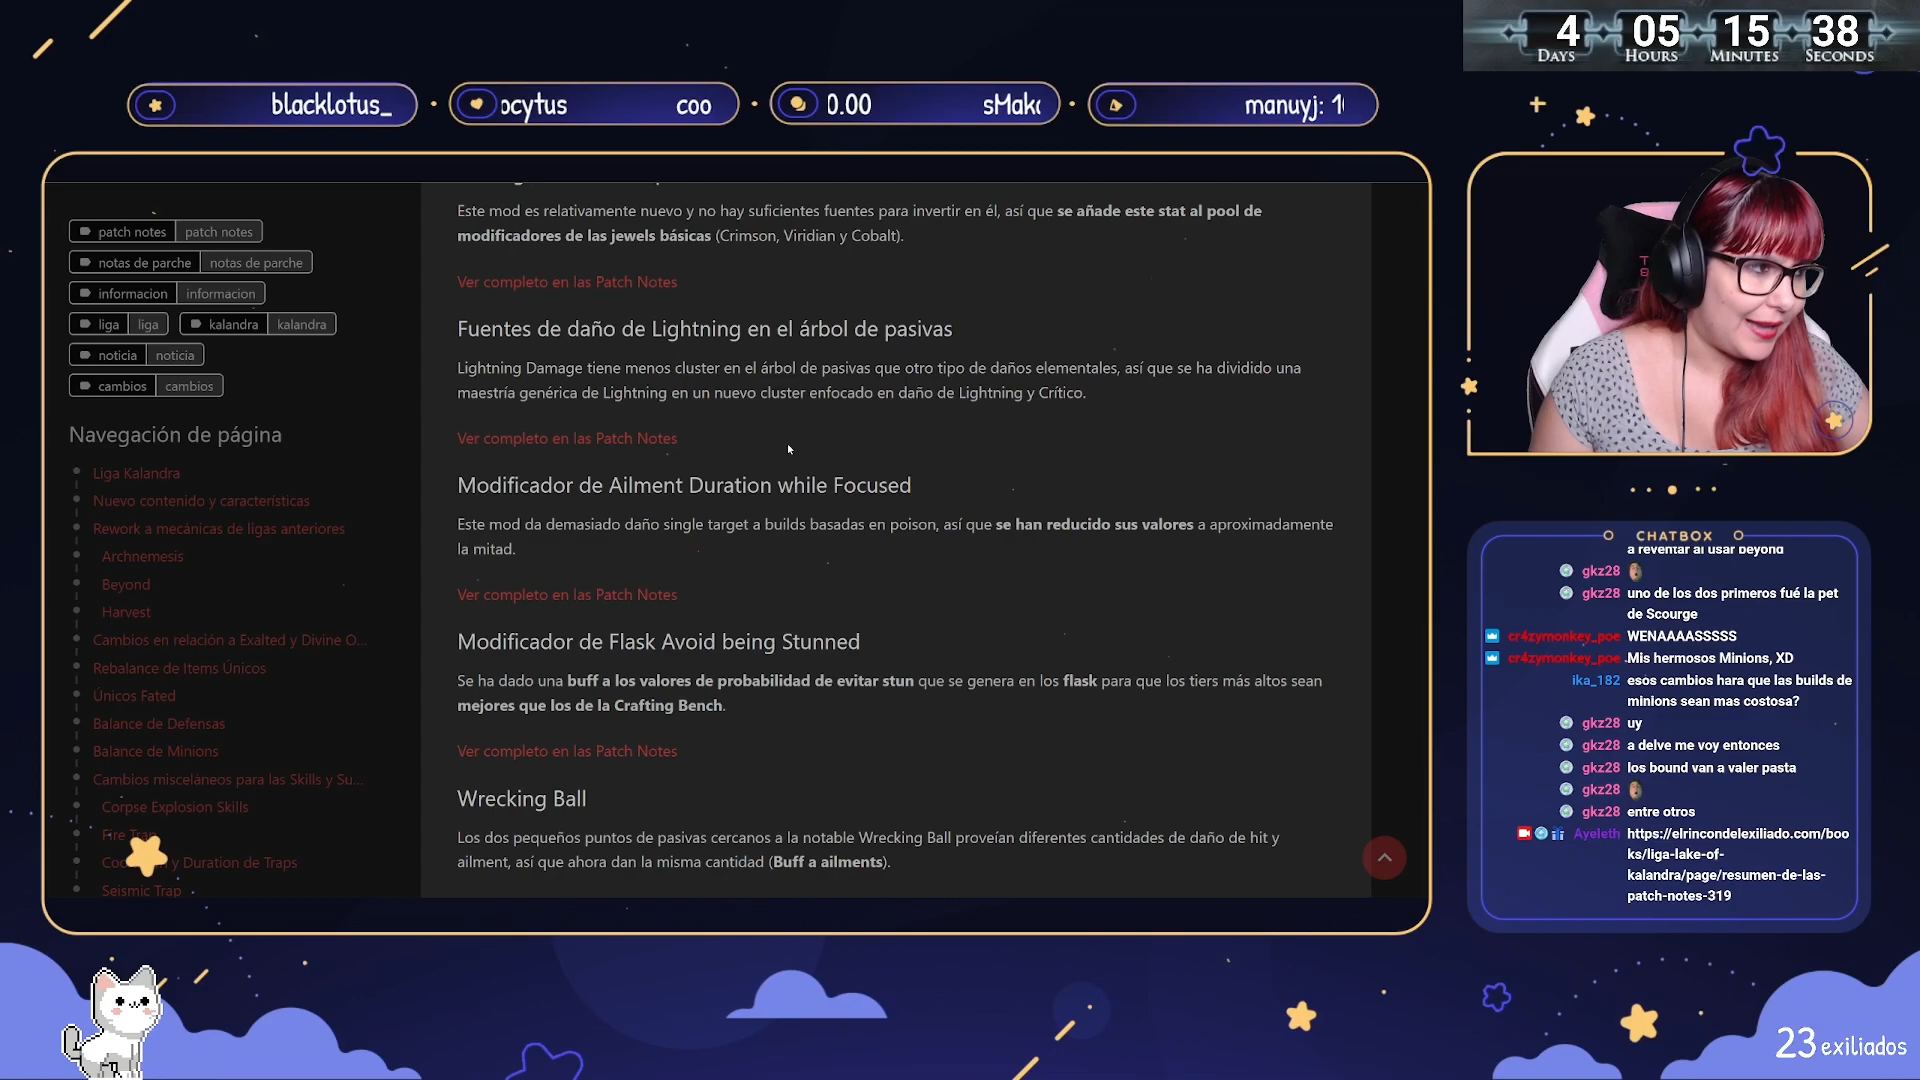 4 05 15 38
DAYS HOURS MINUTES SECONDS
blacklotus_
ocytus coo
0.00
manuyj:
patch notes patch notes
notas de parche notas de parche
informacion informacion
liga liga kalandra kalandra
noticia noticia
cambios cambios
Navegación de página
Liga Kalandra
Nuevo contenido y características
Rework a mecánicas de ligas anteriores
Archnemesis
Beyond
Harvest
Cambios en relación a Exalted y Divine O...
Rebalance de Items Únicos
Únicos Fated
Balance de Defensas
Balance de Minions
Cambios misceláneos para las Skills y Su...
Corpse Explosion Skills
Fire Trap
y Duration de Traps
Seismic Trap
Este mod es relativamente nuevo y no hay suficientes fuentes para invertir en él, así que se añade este stat al pool de
modificadores de las jewels básicas (Crimson, Viridian y Cobalt).
Ver completo en las Patch Notes
Fuentes de daño de Lightning en el árbol de pasivas
Lightning Damage tiene menos cluster en el árbol de pasivas que otro tipo de daños elementales, así que se ha dividido una
maestría genérica de Lightning en un nuevo cluster enfocado en daño de Lightning y Crítico.
Ver completo en las Patch Notes
Modificador de Ailment Duration while Focused
Este mod da demasiado daño single target a builds basadas en poison, así que se han reducido sus valores a aproximadamente
la mitad.
Ver completo en las Patch Notes
Modificador de Flask Avoid being Stunned
Se ha dado una buff a los valores de probabilidad de evitar stun que se genera en los flask para que los tiers más altos sean
mejores que los de la Crafting Bench.
Ver completo en las Patch Notes
Wrecking Ball
Los dos pequeños puntos de pasivas cercanos a la notable Wrecking Ball proveían diferentes cantidades de daño de hit y
ailment, así que ahora dan la misma cantidad (Buff a ailments).
CHATBOX
a reventar al usar beyond
gkz28
gkz28 uno de los dos primeros fué la pet
de Scourge
cr4zymonkey_poe WENAAAASSSSS
cr4zymonkey_poe .Mis hermosos Minions, XD
ika_182 esos cambios hara que las builds de
minions sean mas costosa?
gkz28 uy
gkz28 a delve me voy entonces
gkz28 los bound van a valer pasta
gkz28
gkz28 entre otros
Ayeleth https://elrincondelexiliado.com/boo
ks/liga-lake-of-
kalandra/page/resumen-de-las-
patch-notes-319
23 exiliados